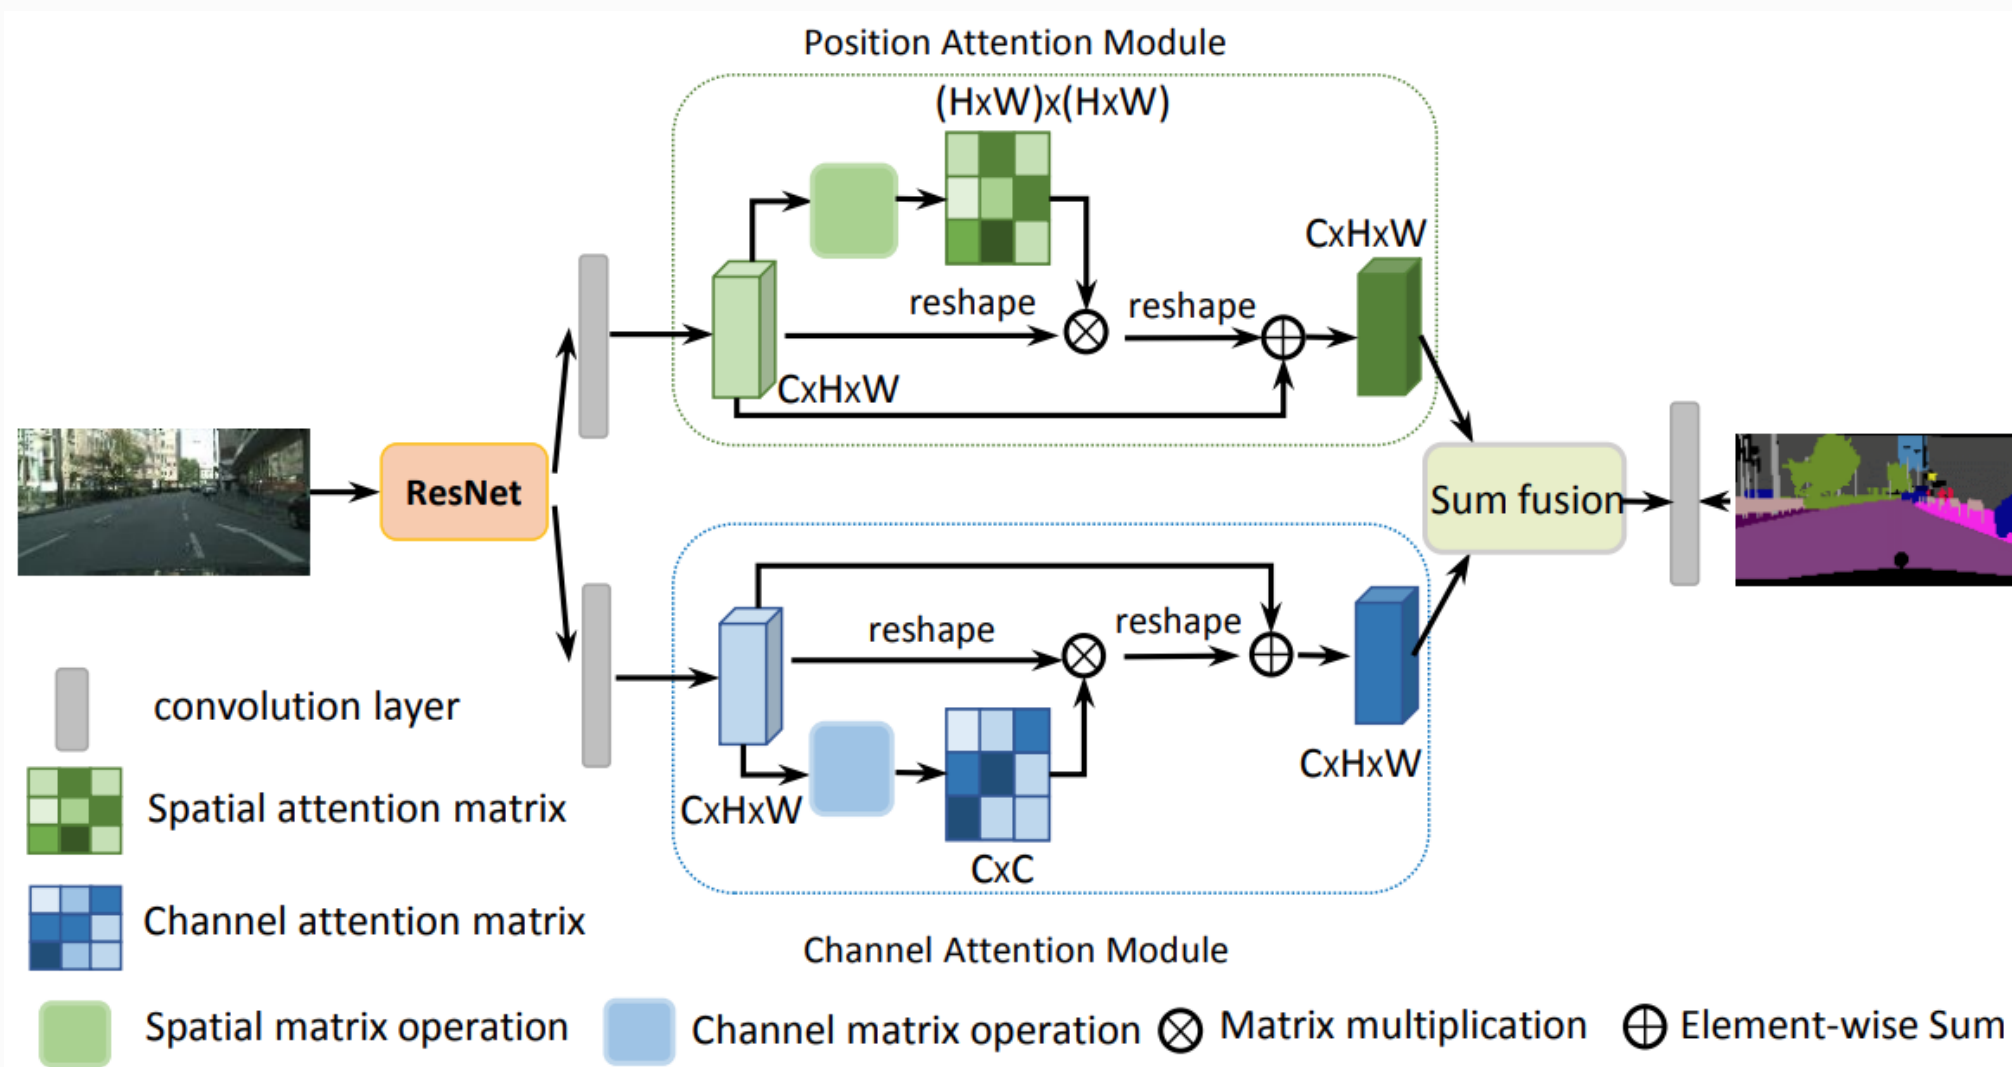 Position Attention Module
(HxW)x(HxW)
CxHxW
reshape
reshape
CxHxW
ResNet
Sum fusion
reshape
reshape
CxHxW
CxHxW
CxC
Channel Attention Module
convolution layer
Spatial attention matrix
Channel attention matrix
Spatial matrix operation
Channel matrix operation
Matrix multiplication
Element-wise Sum